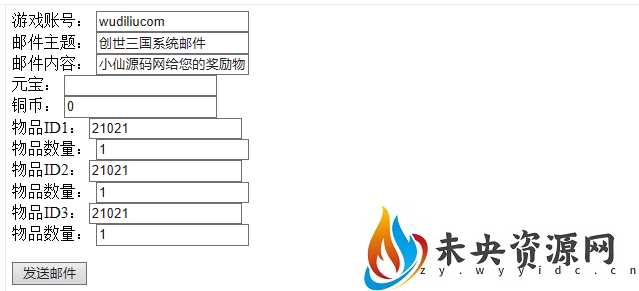 游戏账号： wudiliucom
邮件主题： 创世三国系统邮件
邮件内容： 小仙源码网给您的奖励物
元宝：
铜币： 0
物品ID1： 21021
物品数量： 1
物品ID2： 21021
物品数量： 1
物品ID3： 21021
物品数量： 1
未央资源网
zy.wyyidc.cn
发送邮件